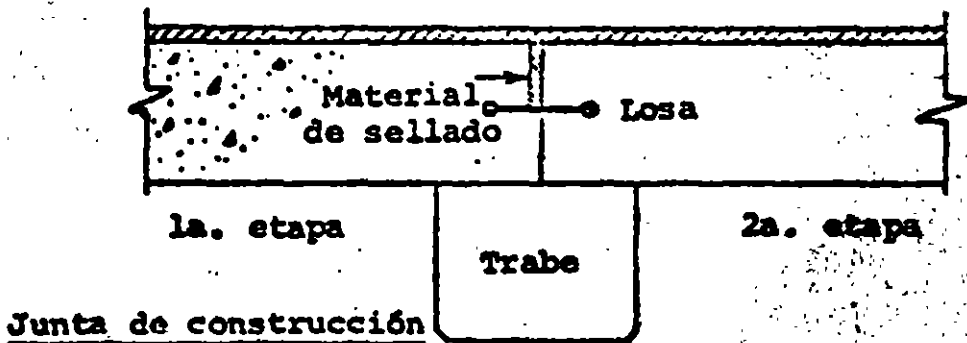 Material
de sellado
Losa
1a. etapa
2a. etapa
Trabe
Junta de construcción